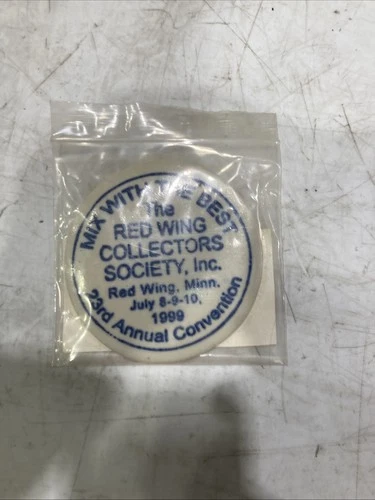 MIX WITH THE BEST
The
RED WING
COLLECTORS
SOCIETY, Inc.
Red Wing, Minn.
July 8-9-10,
1999
23rd Annual Convention